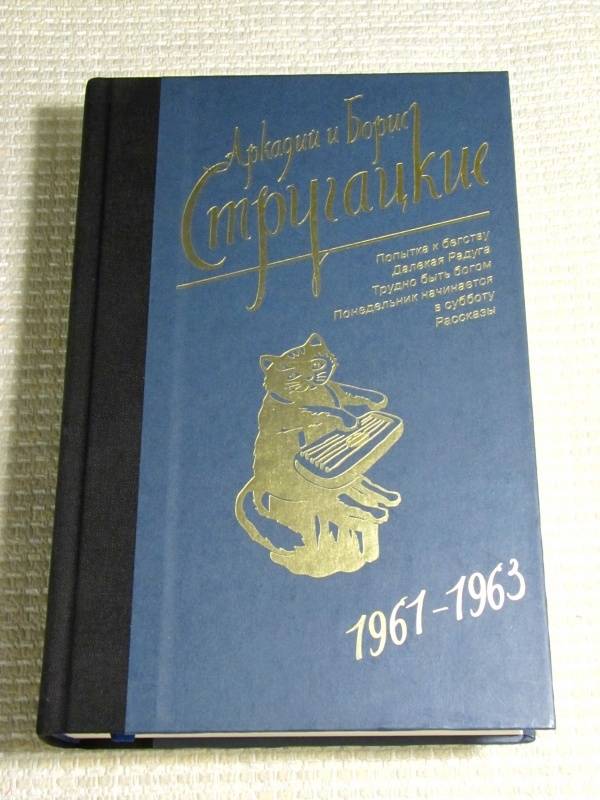 Аркадий и Борис
Стругацкие
Попытка к бегству
Далекая Радуга
Трудно быть богом
Понедельник начинается
в субботу
Рассказы
1961–1963